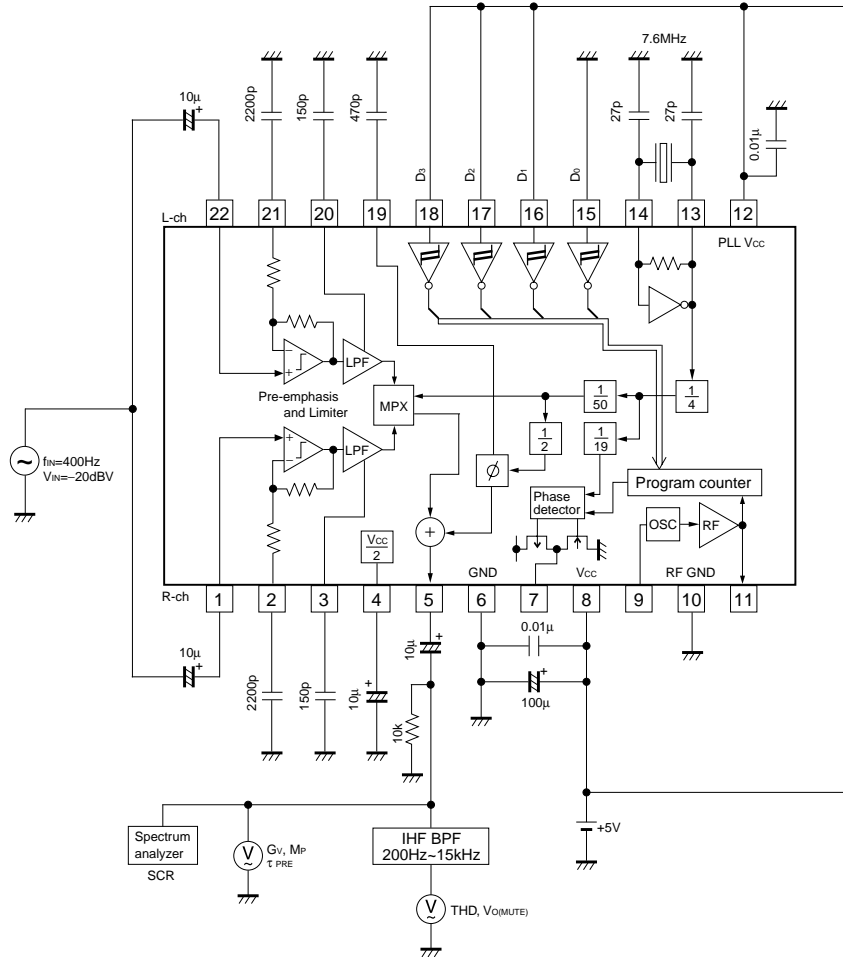 7.6MHz
10μ
+
2200p
150p
470p
27p
27p
0.01μ
D3
D2
D1
D0
L-ch
22
21
20
19
18
17
16
15
14
13
12
PLL VCC
−
+
LPF
Pre-emphasis
and Limiter
MPX
1/50
1/4
1/2
1/19
+
−
LPF
ϕ
Phase
detector
Program counter
fIN=400Hz
VIN=−20dBV
~
VCC/2
+
OSC
RF
GND
VCC
RF GND
R-ch
1
2
3
4
5
6
7
8
9
10
11
10μ
+
2200p
150p
10μ
+
10μ
+
10k
0.01μ
+
100μ
+5V
Spectrum
analyzer
SCR
V
~
GV, MP
τ PRE
IHF BPF
200Hz~15kHz
V
~
THD, VO(MUTE)